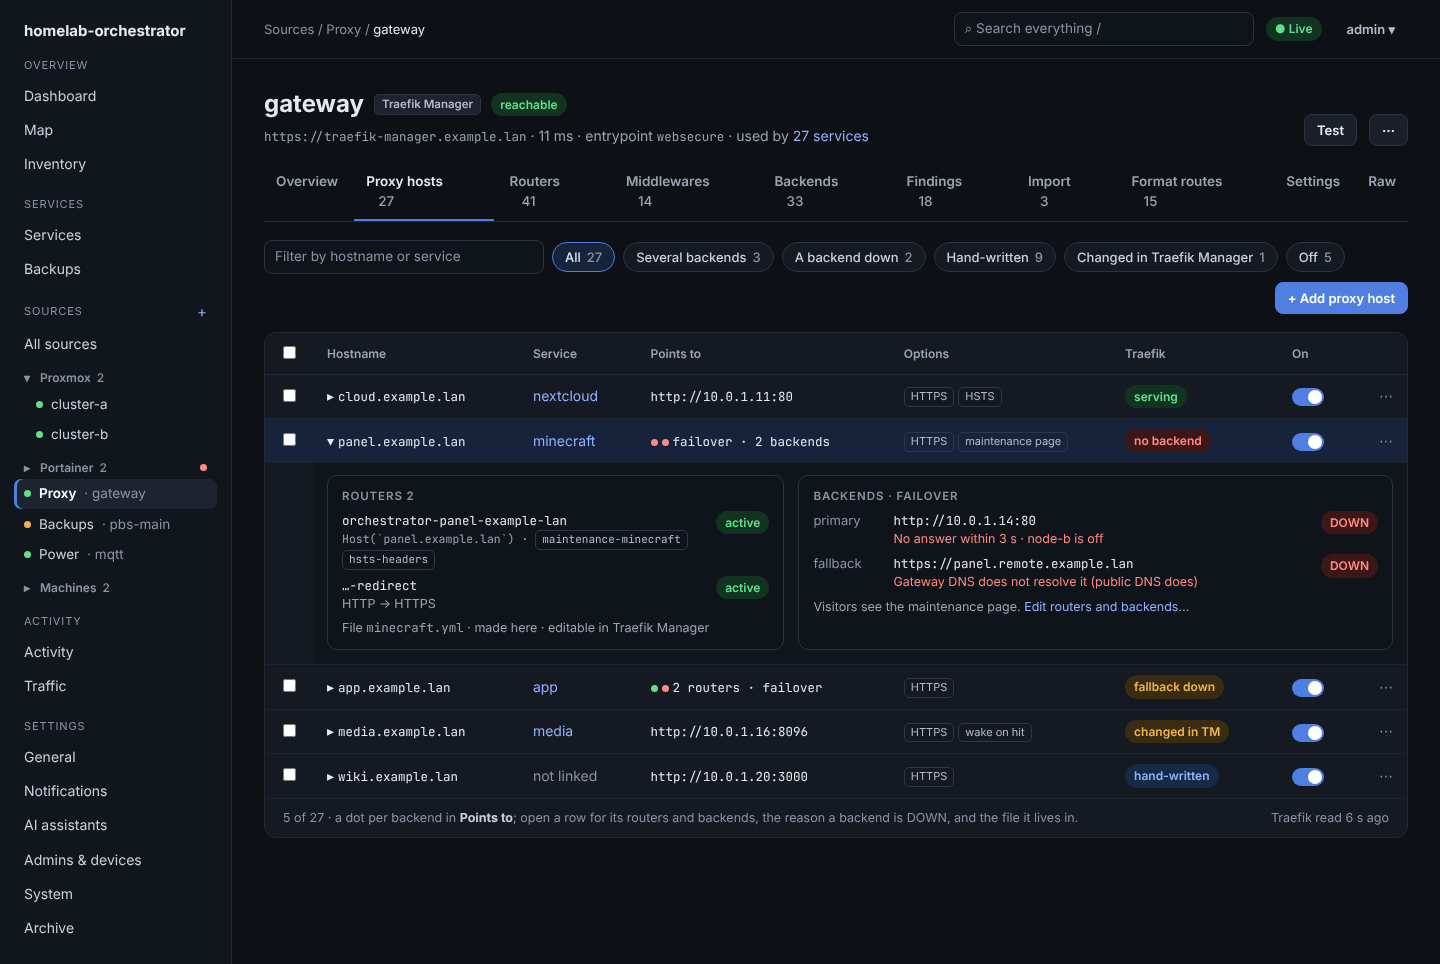 homelab-orchestrator
OVERVIEW
Dashboard
Map
Inventory
SERVICES
Services
Backups
SOURCES +
All sources
▼ Proxmox 2
cluster-a
cluster-b
► Portainer 2
Proxy · gateway
Backups · pbs-main
Power · mqtt
► Machines 2
ACTIVITY
Activity
Traffic
SETTINGS
General
Notifications
AI assistants
Admins & devices
System
Archive
Sources / Proxy / gateway
Search everything /
Live
admin ▾
gateway Traefik Manager reachable
https://traefik-manager.example.lan · 11 ms · entrypoint websecure · used by 27 services
Test ···
Overview Proxy hosts 27 Routers 41 Middlewares 14 Backends 33 Findings 18 Import 3 Format routes 15 Settings Raw
Filter by hostname or service
All 27 Several backends 3 A backend down 2 Hand-written 9 Changed in Traefik Manager 1 Off 5
+ Add proxy host
Hostname Service Points to Options Traefik On
► cloud.example.lan nextcloud http://10.0.1.11:80 HTTPS HSTS serving ···
▼ panel.example.lan minecraft failover · 2 backends HTTPS maintenance page no backend ···
ROUTERS 2
orchestrator-panel-example-lan active
Host(`panel.example.lan`) · maintenance-minecraft
hsts-headers
…-redirect active
HTTP → HTTPS
File minecraft.yml · made here · editable in Traefik Manager
BACKENDS · FAILOVER
primary http://10.0.1.14:80 DOWN
No answer within 3 s · node-b is off
fallback https://panel.remote.example.lan DOWN
Gateway DNS does not resolve it (public DNS does)
Visitors see the maintenance page. Edit routers and backends…
► app.example.lan app 2 routers · failover HTTPS fallback down ···
► media.example.lan media http://10.0.1.16:8096 HTTPS wake on hit changed in TM ···
► wiki.example.lan not linked http://10.0.1.20:3000 HTTPS hand-written ···
5 of 27 · a dot per backend in Points to; open a row for its routers and backends, the reason a backend is DOWN, and the file it lives in.
Traefik read 6 s ago